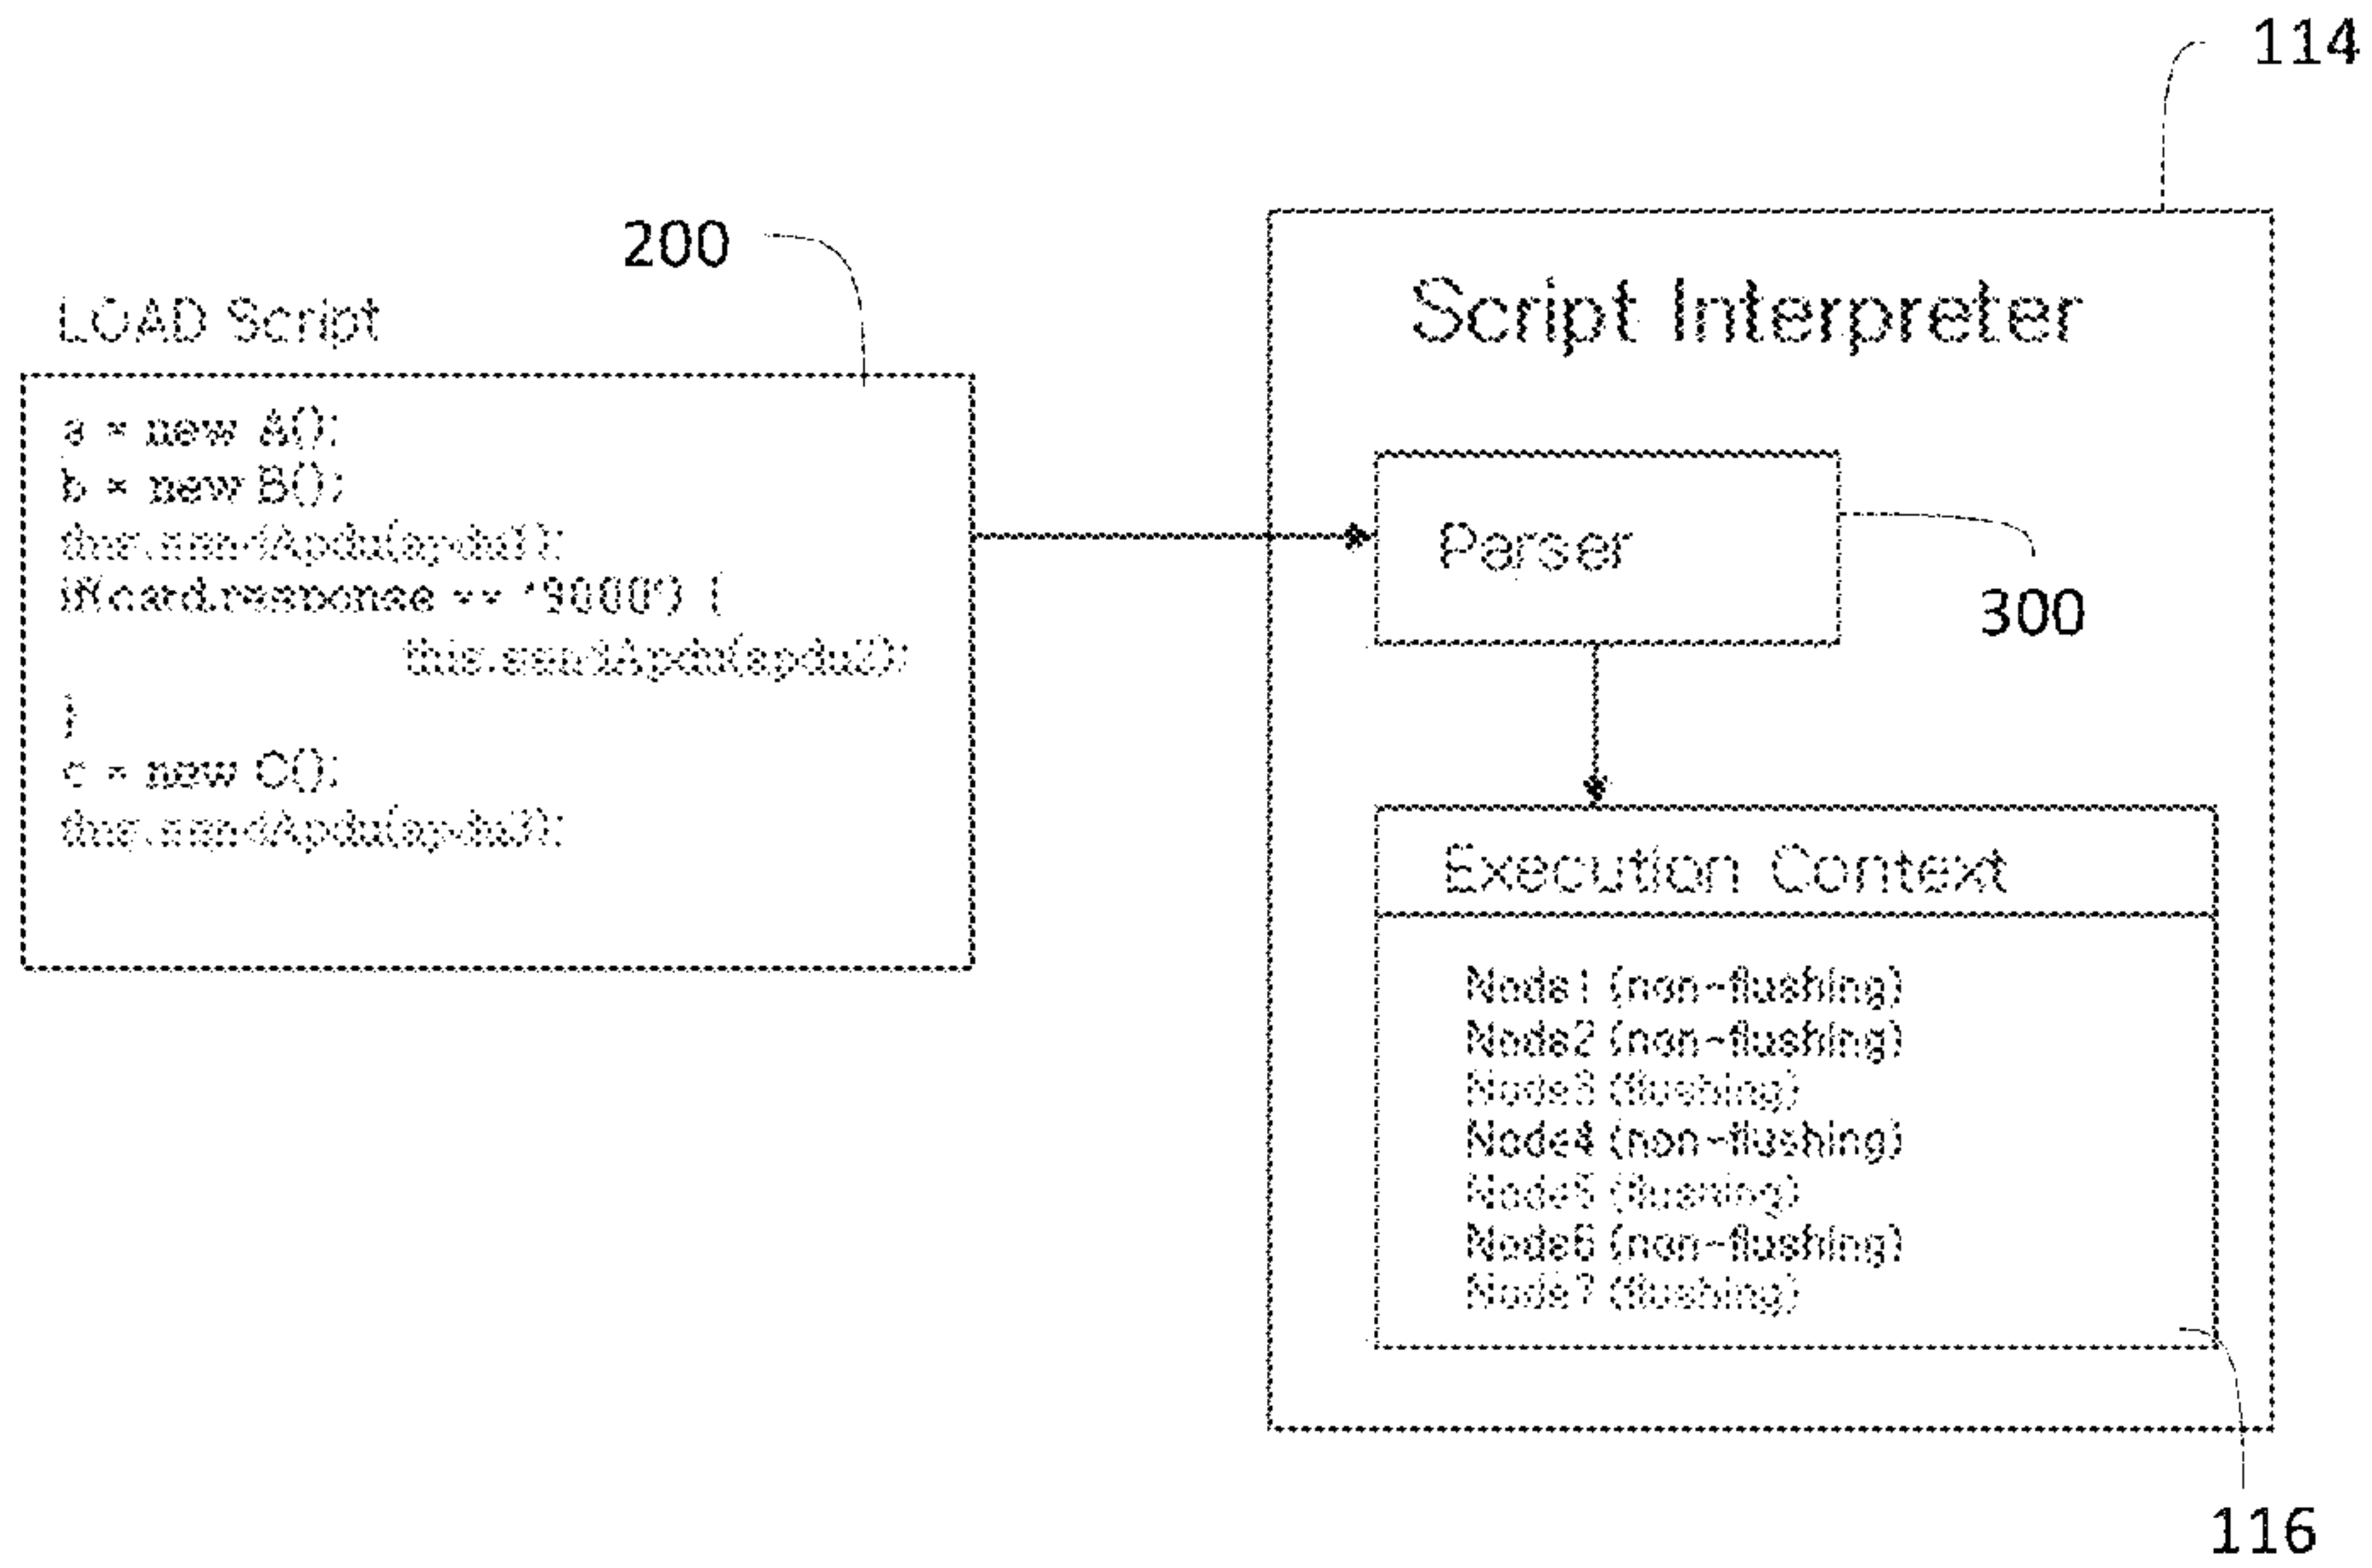 114
200
LOAD Script
Script Interpreter
a = new A();
b = new B();
this.sendApdu(apdu1);
if(card.response == '9000') {
this.sendApdu(apdu2);
}
c = new C();
this.sendApdu(apdu3);
Parser
300
Execution Context
Node1 (non-flushing)
Node2 (non-flushing)
Node3 (flushing)
Node4 (non-flushing)
Node5 (flushing)
Node6 (non-flushing)
Node7 (flushing)
116